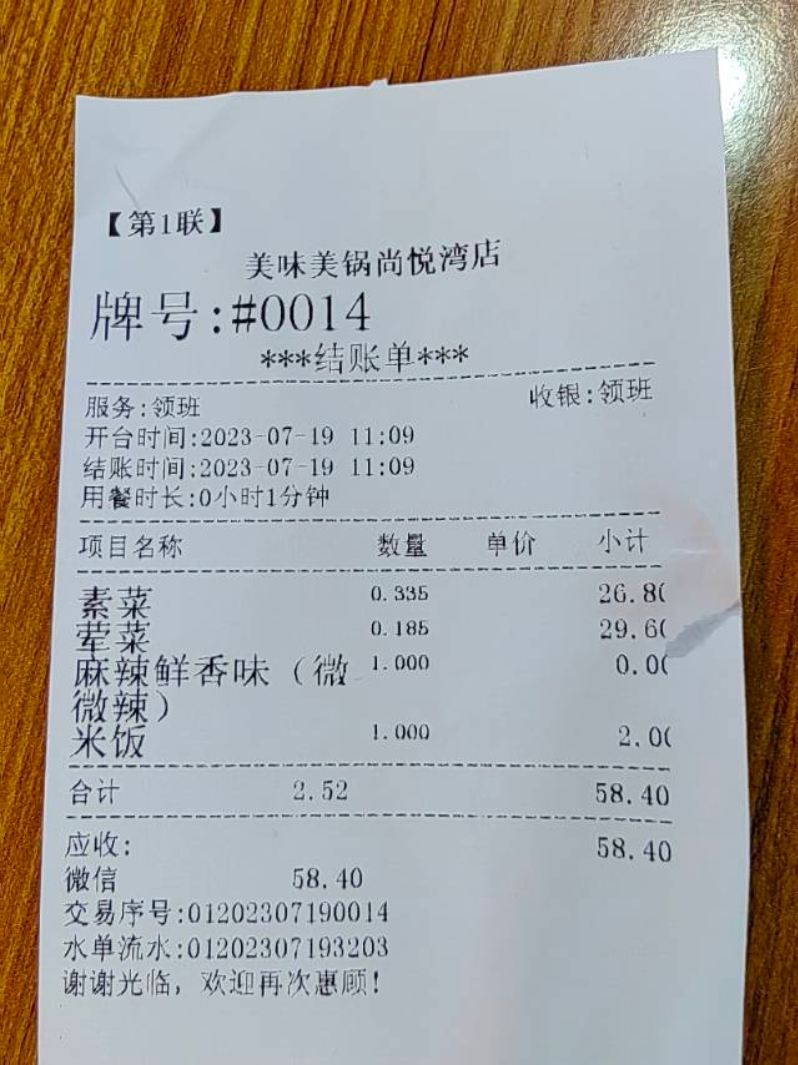 【第1联】
美味美锅尚悦湾店
牌号:#0014
***结账单***
服务:领班 收银:领班
开台时间:2023-07-19 11:09
结账时间:2023-07-19 11:09
用餐时长:0小时1分钟
项目名称 数量 单价 小计
素菜 0.335 26.80
荤菜 0.185 29.60
麻辣鲜香味（微 1.000 0.00
微辣）
米饭 1.000 2.00
合计 2.52 58.40
应收: 58.40
微信 58.40
交易序号:01202307190014
水单流水:01202307193203
谢谢光临，欢迎再次惠顾!